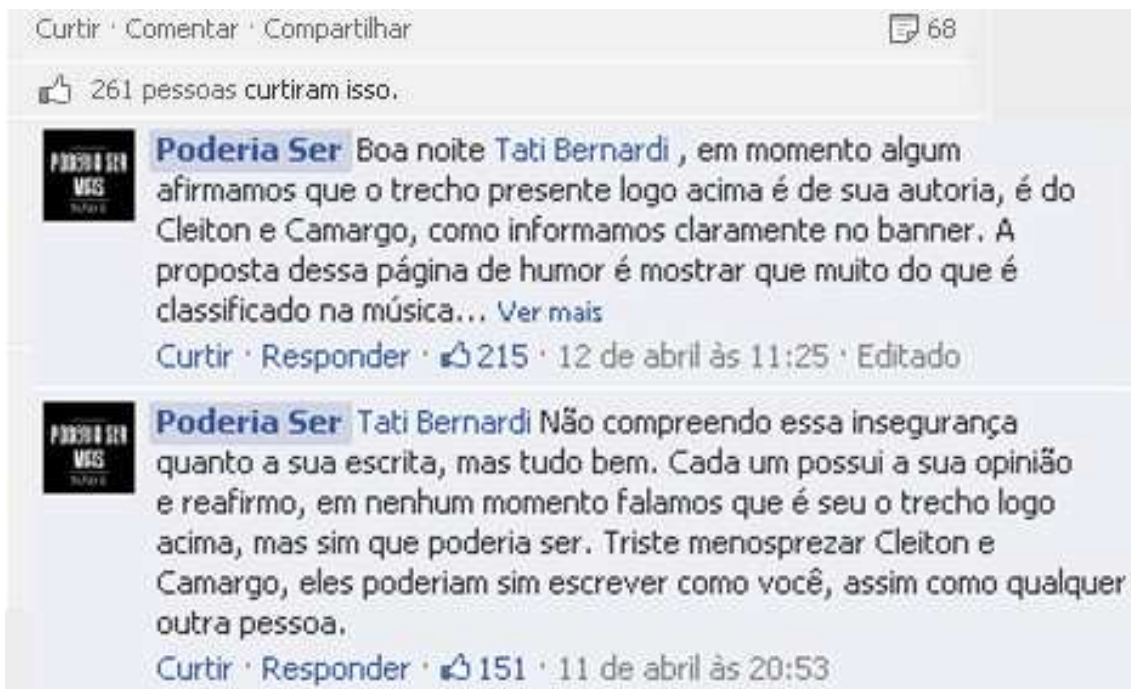 Curtir · Comentar · Compartilhar 68
261 pessoas curtiram isso.
PODERIA SER
MAS
Poderia Ser Boa noite Tati Bernardi , em momento algum
afirmamos que o trecho presente logo acima é de sua autoria, é do
Cleiton e Camargo, como informamos claramente no banner. A
proposta dessa página de humor é mostrar que muito do que é
classificado na música... Ver mais
Curtir · Responder · 215 · 12 de abril às 11:25 · Editado
PODERIA SER
MAS
Poderia Ser Tati Bernardi Não compreendo essa insegurança
quanto a sua escrita, mas tudo bem. Cada um possui a sua opinião
e reafirmo, em nenhum momento falamos que é seu o trecho logo
acima, mas sim que poderia ser. Triste menosprezar Cleiton e
Camargo, eles poderiam sim escrever como você, assim como qualquer
outra pessoa.
Curtir · Responder · 151 · 11 de abril às 20:53